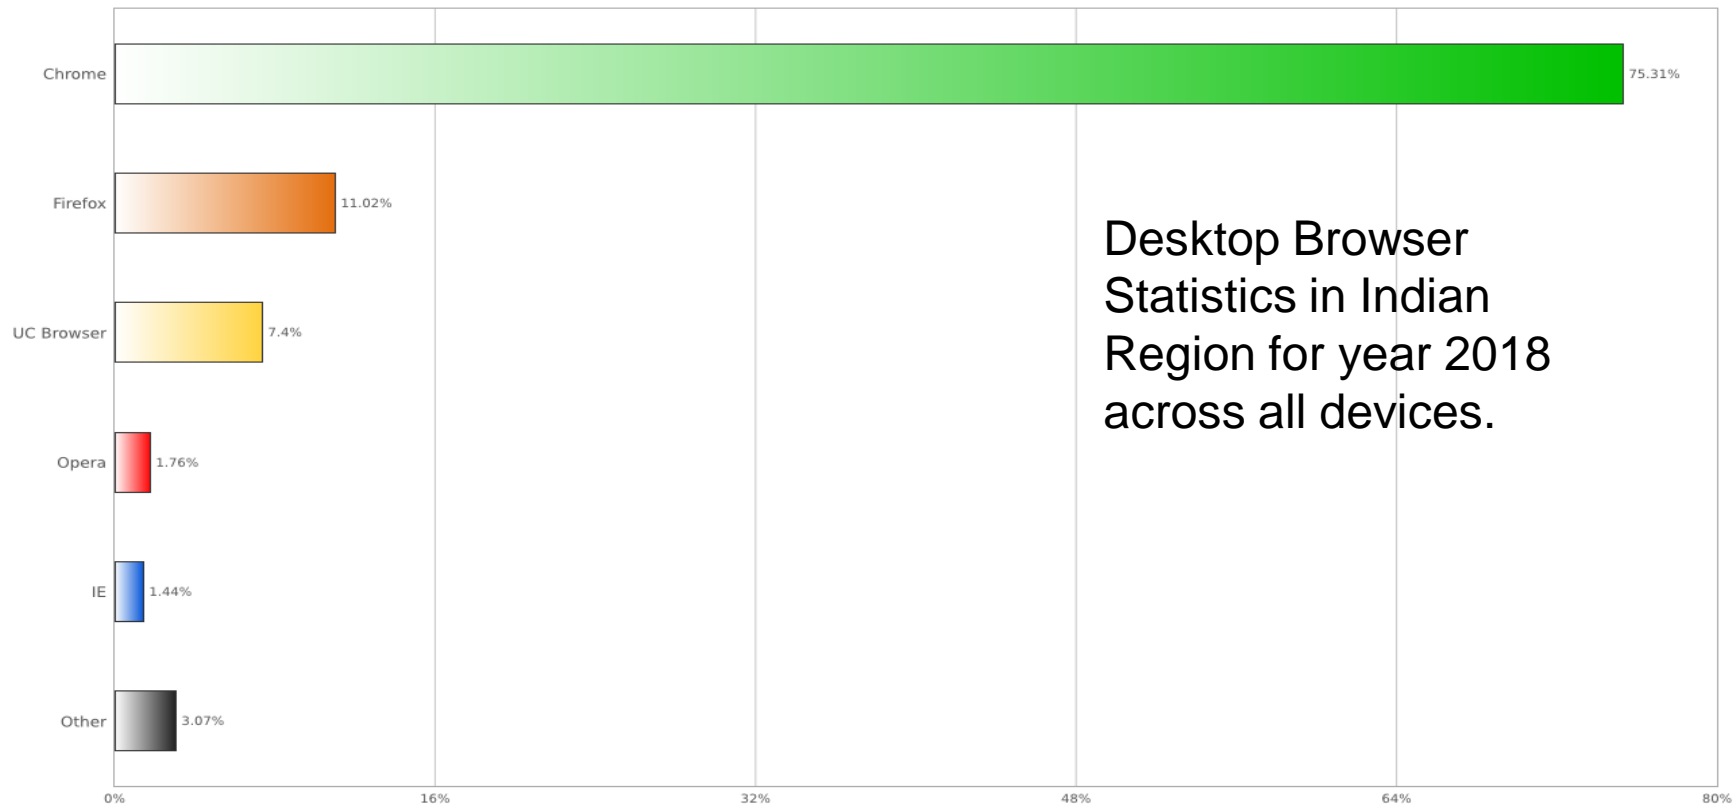 Chrome 75.31%
Firefox 11.02%
UC Browser 7.4%
Desktop Browser
Statistics in Indian
Region for year 2018
across all devices.
Opera 1.76%
IE 1.44%
Other 3.07%
0% 16% 32% 48% 64% 80%